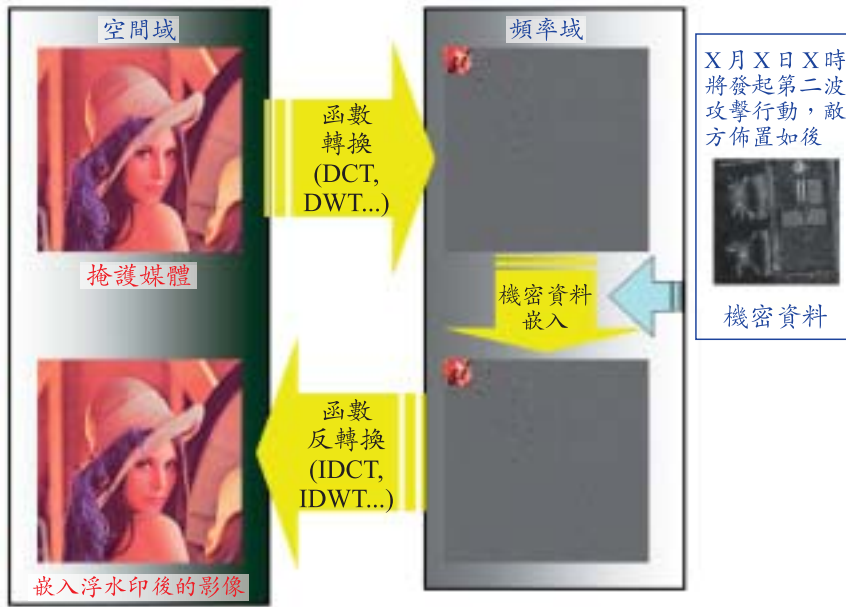 空間域
掩護媒體
函數
轉換
(DCT,
DWT...)
頻率域
X 月 X 日 X 時
將發起第二波
攻擊行動，敵
方佈置如後
機密資料
機密資料
嵌入
函數
反轉換
(IDCT,
IDWT...)
嵌入浮水印後的影像